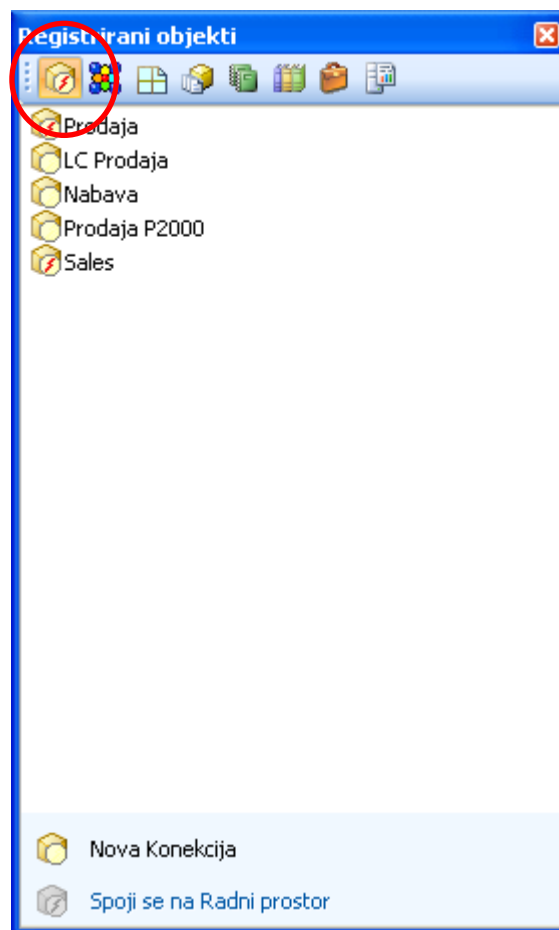 Registrirani objekti
Prodaja
LC Prodaja
Nabava
Prodaja P2000
Sales
Nova Konekcija
Spoji se na Radni prostor